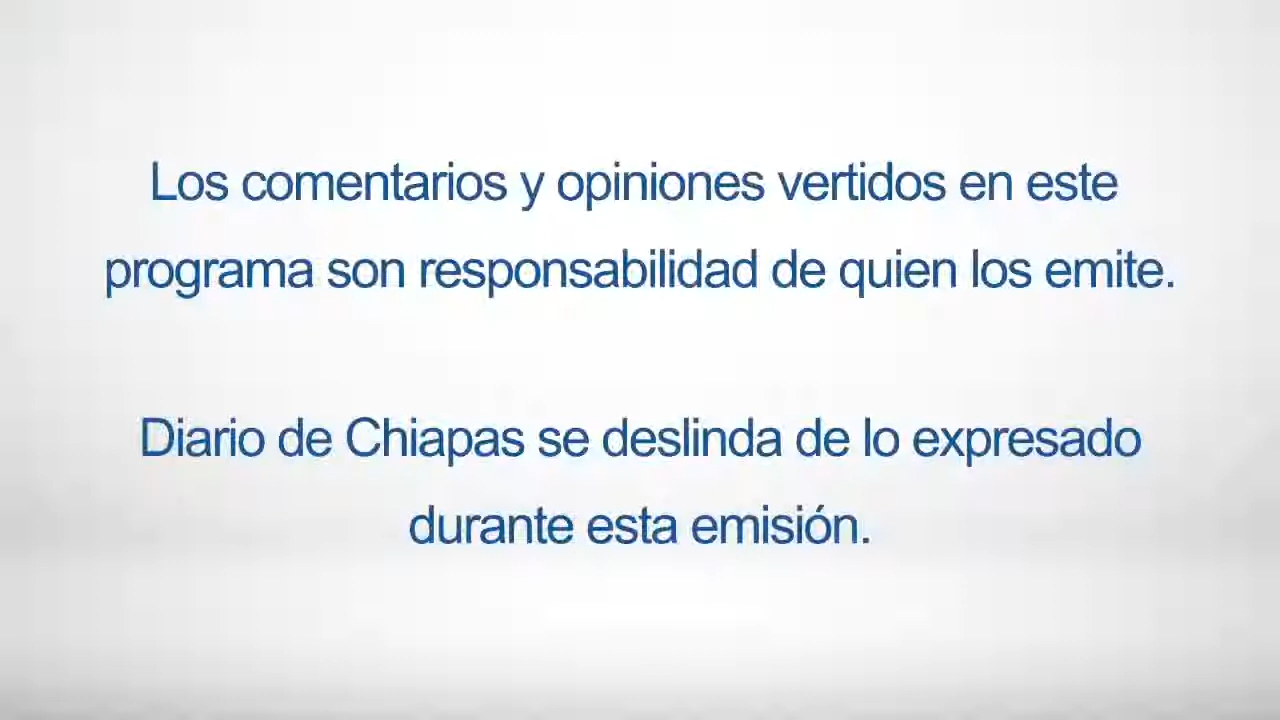 Los comentarios y opiniones vertidos en este
programa son responsabilidad de quien los emite.
Diario de Chiapas se deslinda de lo expresado
durante esta emisión.